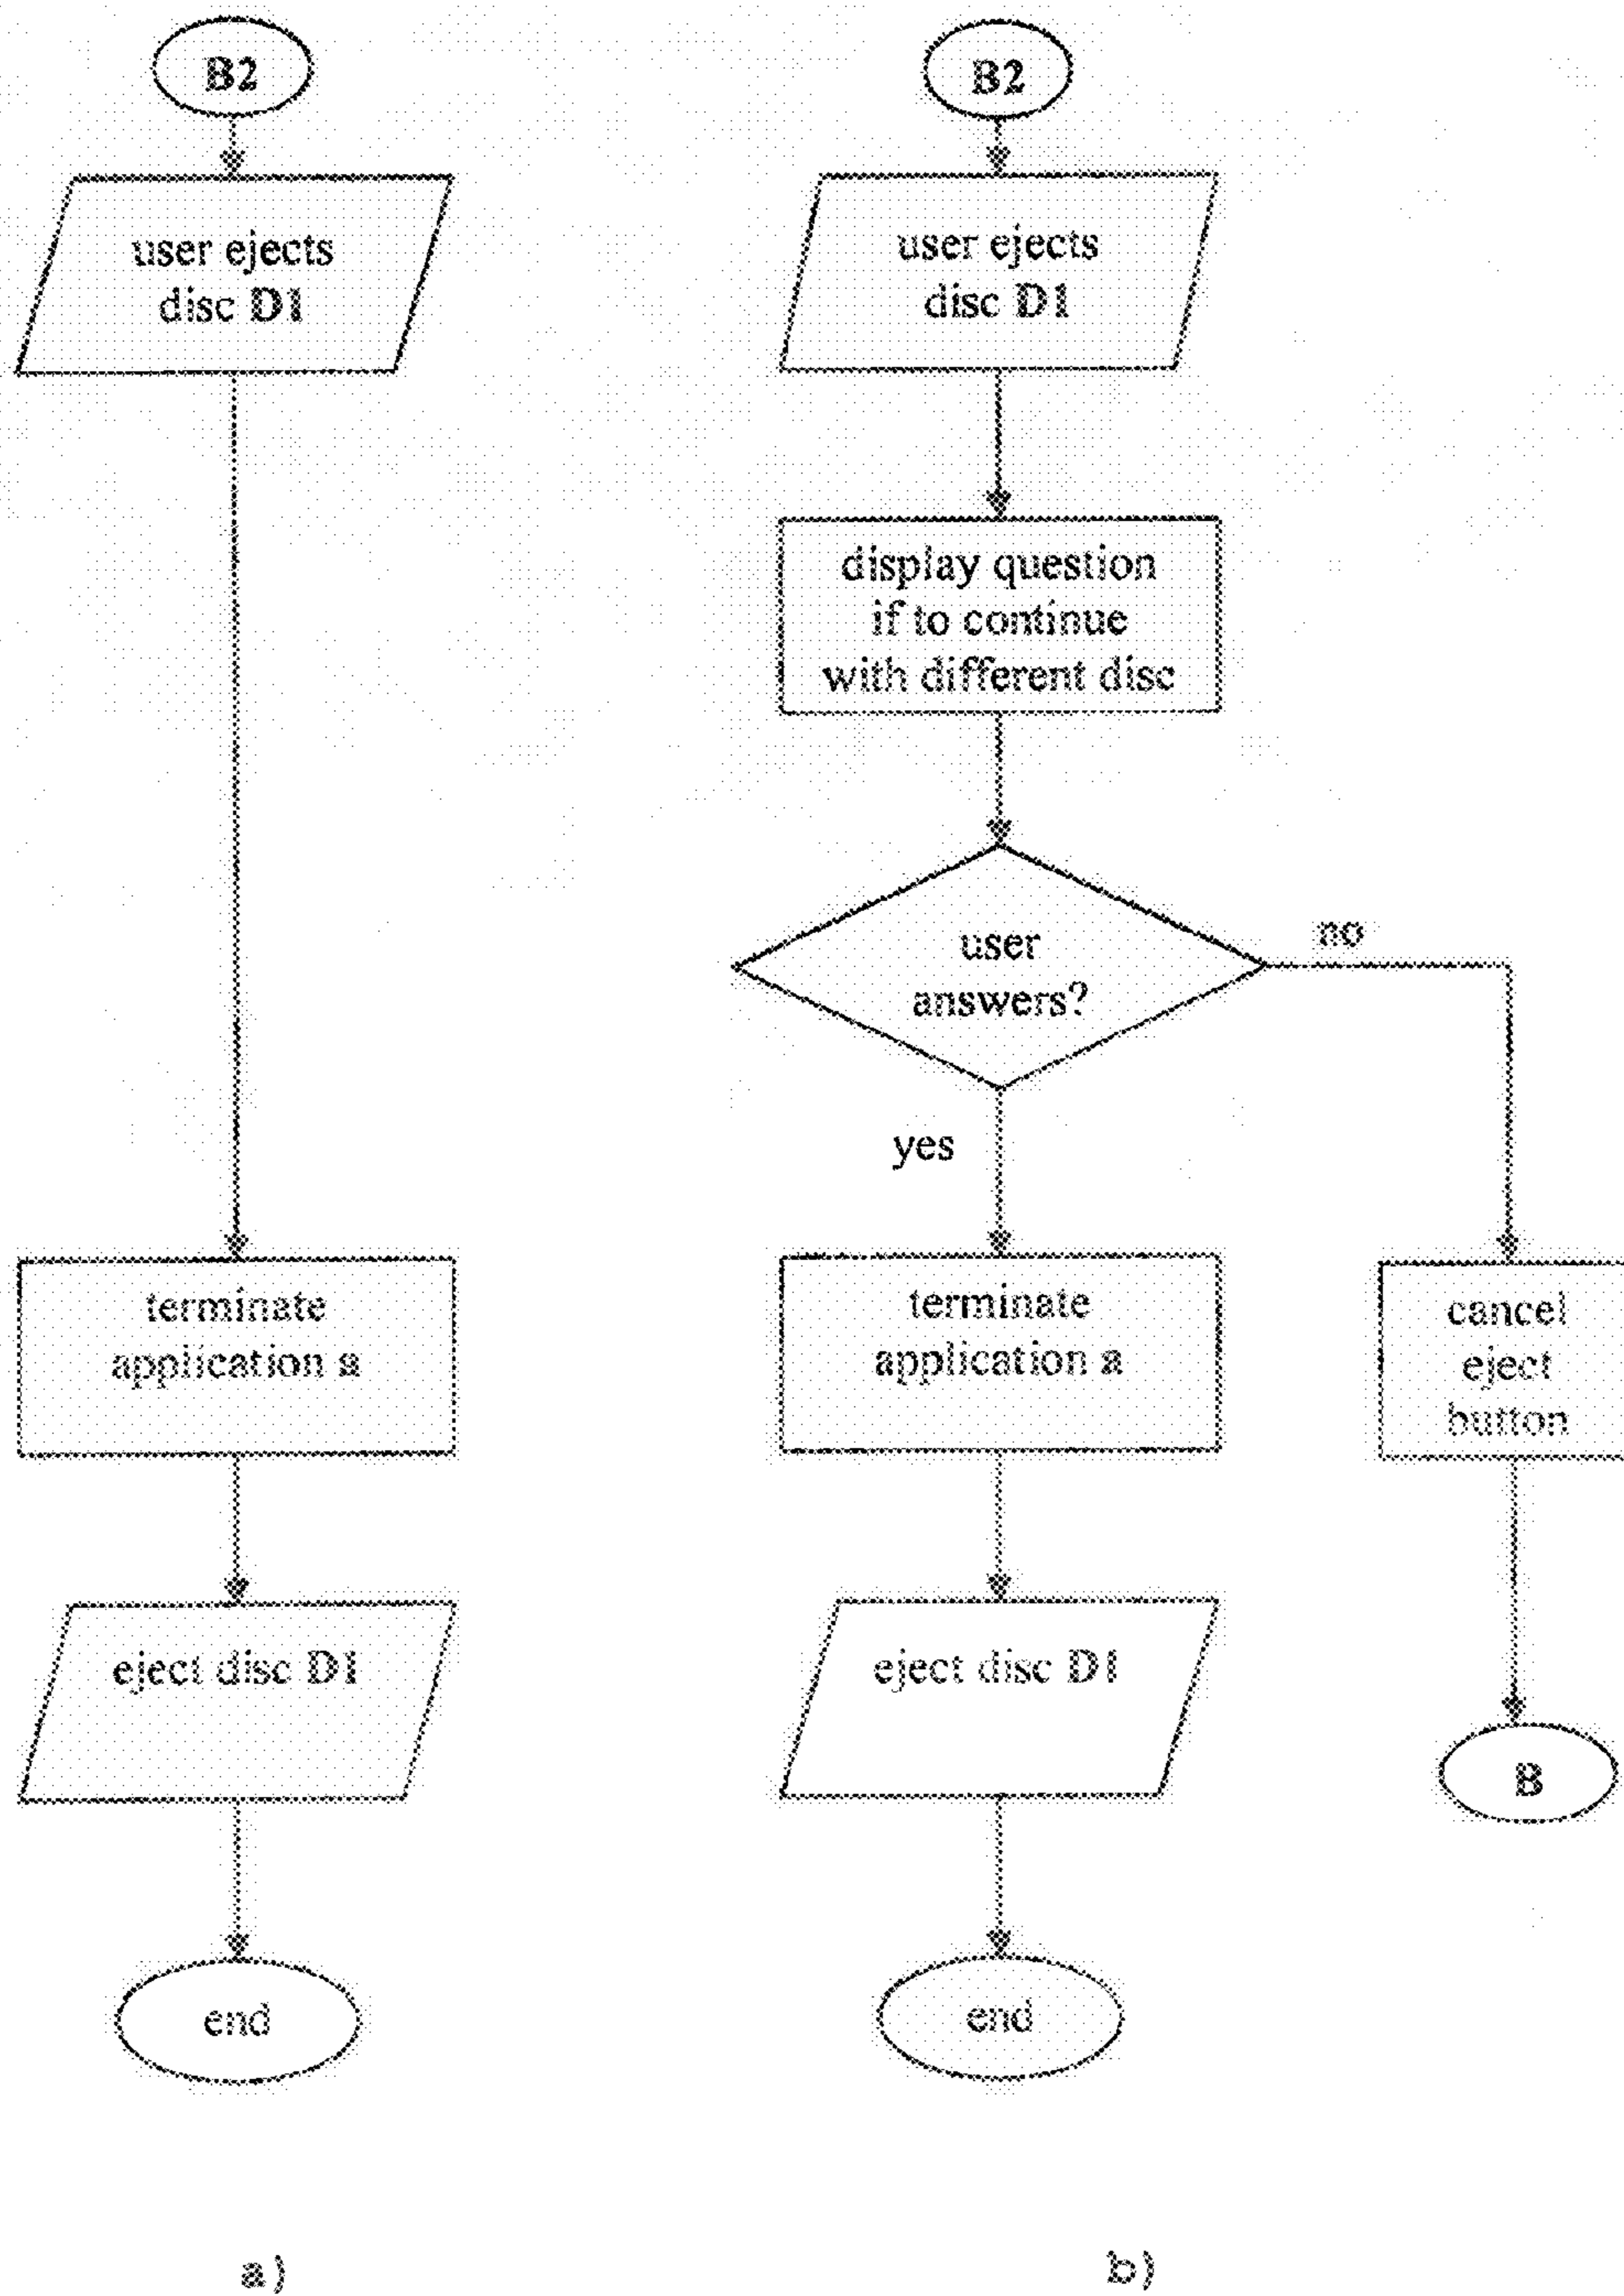 B2
user ejects
disc D1
terminate
application a
eject disc D1
end
a)
B2
user ejects
disc D1
display question
if to continue
with different disc
user
answers?
no
yes
terminate
application a
cancel
eject
button
eject disc D1
B
end
b)